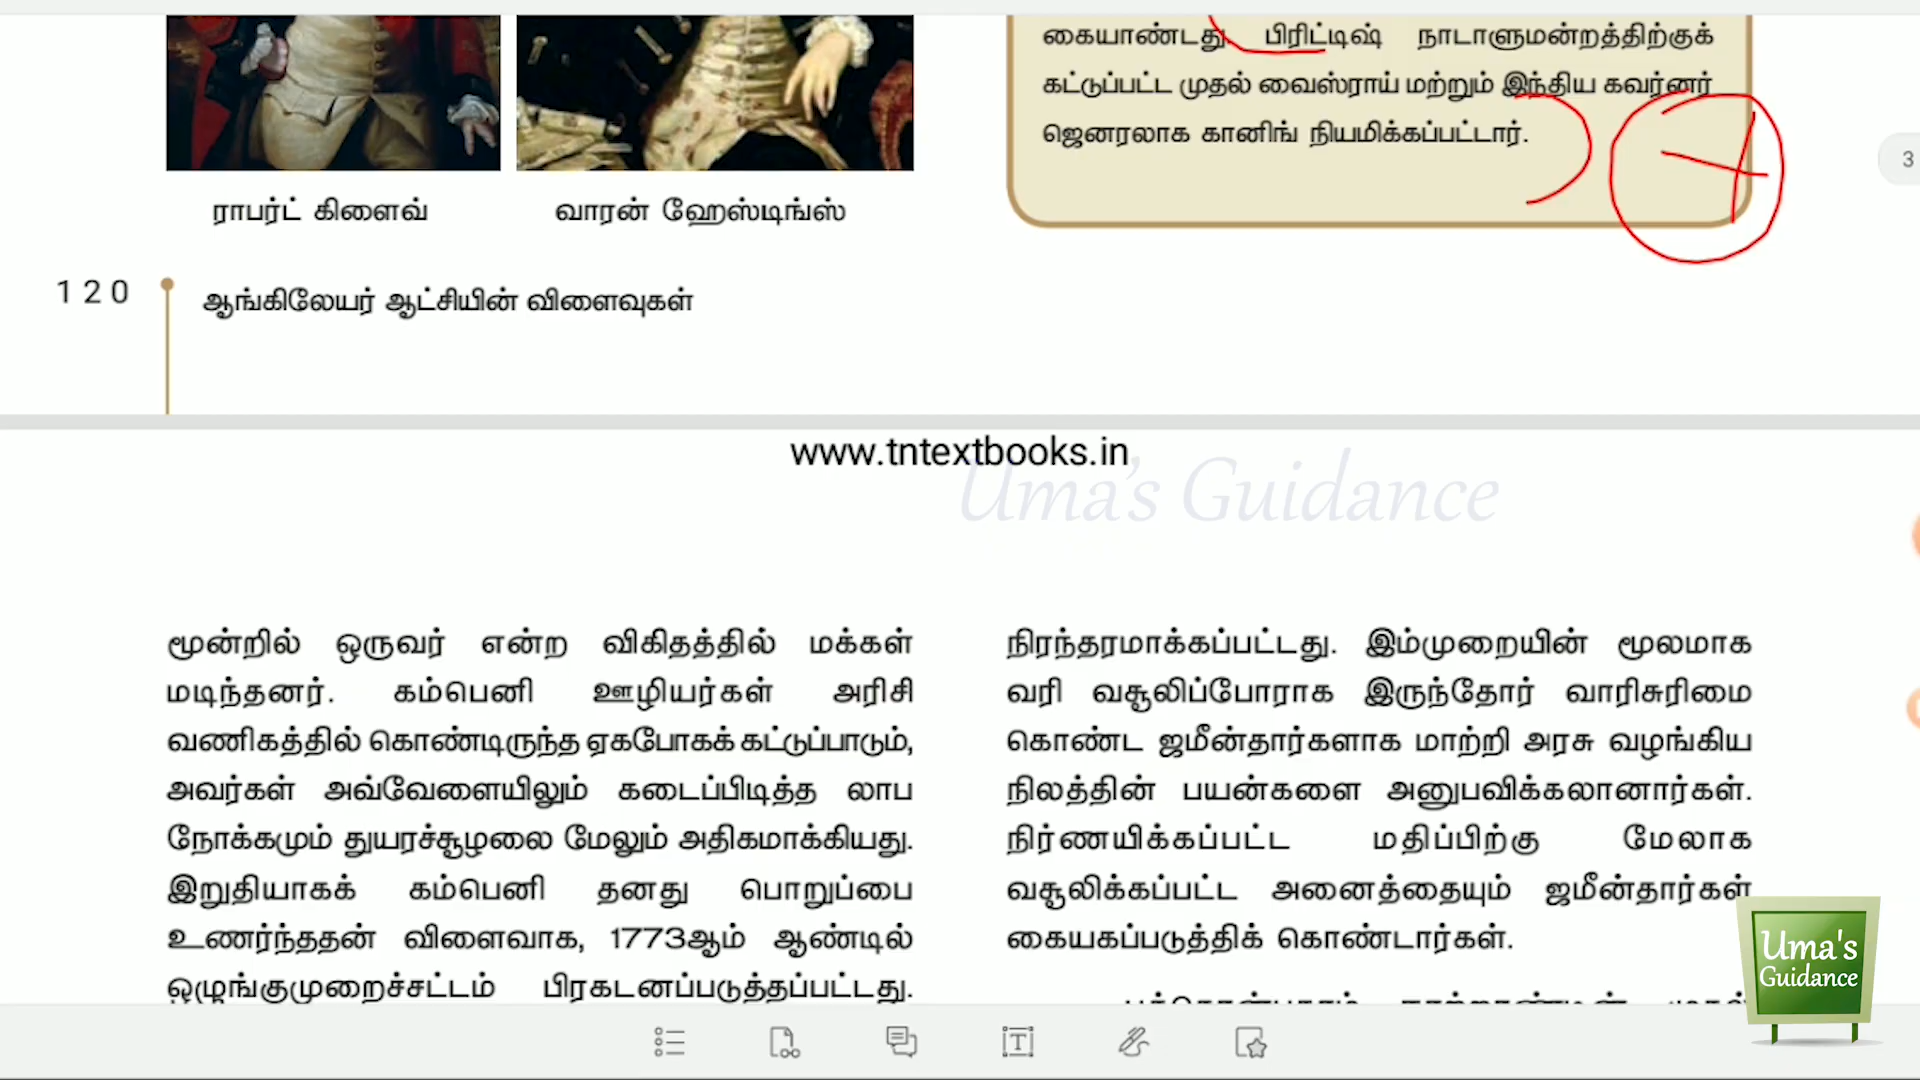 கையாண்டது. பிரிட்டிஷ் நாடாளுமன்றத்திற்குக்
கட்டுப்பட்ட முதல் வைஸ்ராய் மற்றும் இந்திய கவர்னர்
ஜெனரலாக கானிங் நியமிக்கப்பட்டார்.
3
ராபர்ட் கிளைவ்
வாரன் ஹேஸ்டிங்ஸ்
120
ஆங்கிலேயர் ஆட்சியின் விளைவுகள்
www.tntextbooks.in
Uma's Guidance
மூன்றில் ஒருவர் என்ற விகிதத்தில் மக்கள்
மடிந்தனர். கம்பெனி ஊழியர்கள் அரிசி
வணிகத்தில் கொண்டிருந்த ஏகபோகக் கட்டுப்பாடும்,
அவர்கள் அவ்வேளையிலும் கடைப்பிடித்த லாப
நோக்கமும் துயரச்சூழலை மேலும் அதிகமாக்கியது.
இறுதியாகக் கம்பெனி தனது பொறுப்பை
உணர்ந்ததன் விளைவாக, 1773ஆம் ஆண்டில்
ஒழுங்குமுறைச்சட்டம் பிரகடனப்படுத்தப்பட்டது.
நிரந்தரமாக்கப்பட்டது. இம்முறையின் மூலமாக
வரி வசூலிப்போராக இருந்தோர் வாரிசுரிமை
கொண்ட ஜமீன்தார்களாக மாற்றி அரசு வழங்கிய
நிலத்தின் பயன்களை அனுபவிக்கலானார்கள்.
நிர்ணயிக்கப்பட்ட மதிப்பிற்கு மேலாக
வசூலிக்கப்பட்ட அனைத்தையும் ஜமீன்தார்கள்
கையகப்படுத்திக் கொண்டார்கள்.
Uma's
Guidance